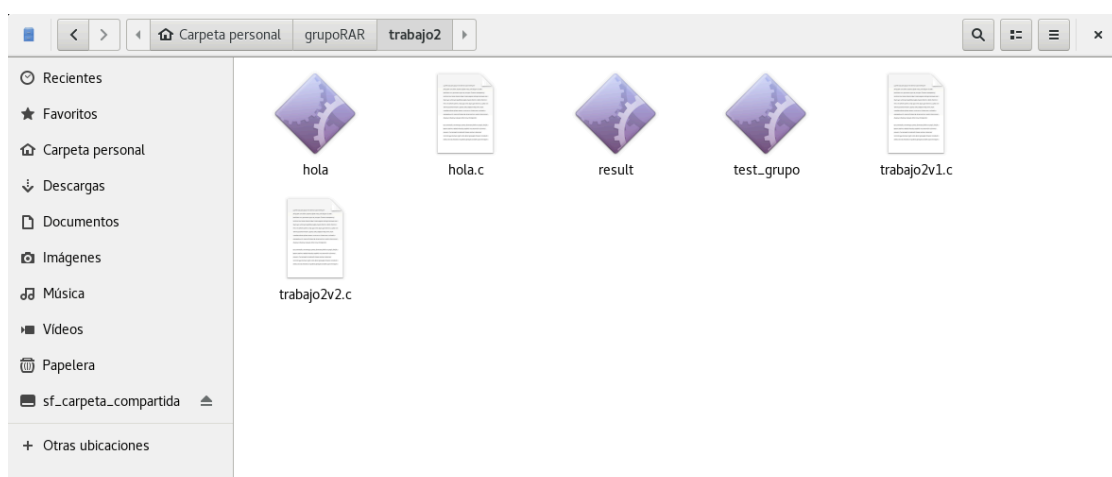 Carpeta personal grupoRAR trabajo2
Recientes
Favoritos
Carpeta personal
Descargas
Documentos
Imágenes
Música
Vídeos
Papelera
sf_carpeta_compartida
Otras ubicaciones
hola hola.c result test_grupo trabajo2v1.c
trabajo2v2.c